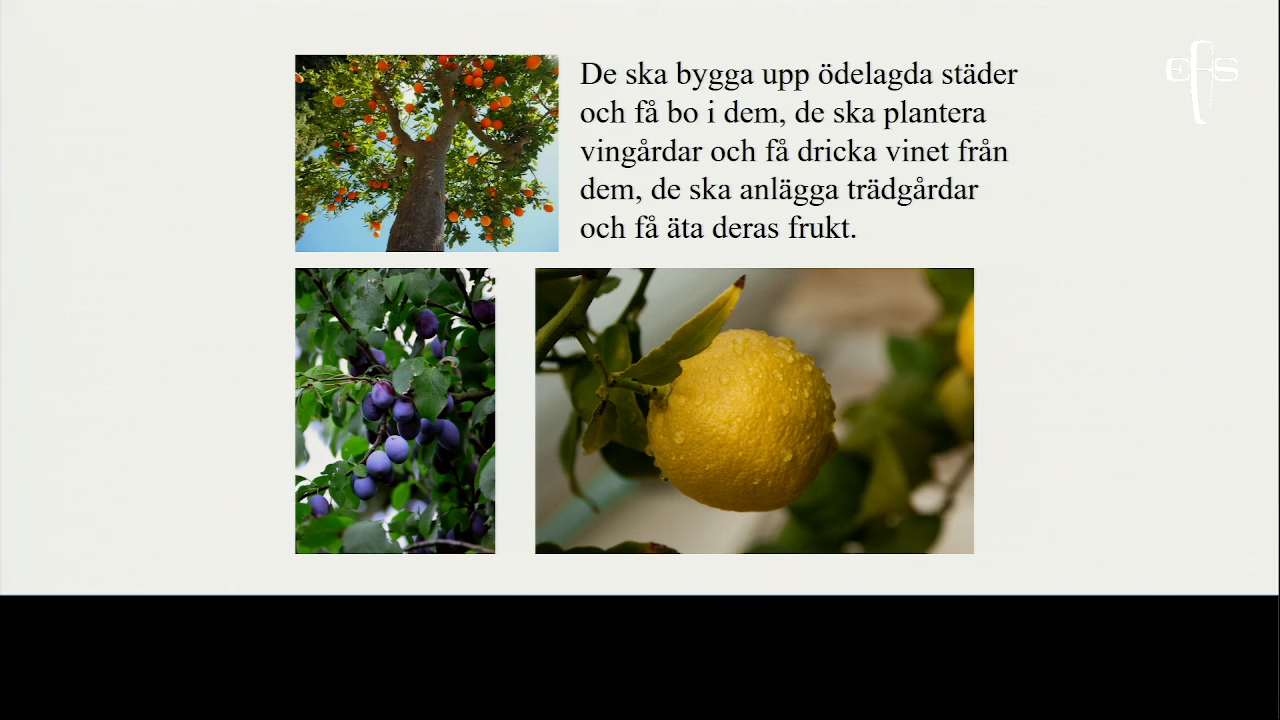 De ska bygga upp ödelagda städer
och få bo i dem, de ska plantera
vingårdar och få dricka vinet från
dem, de ska anlägga trädgårdar
och få äta deras frukt.
EFS